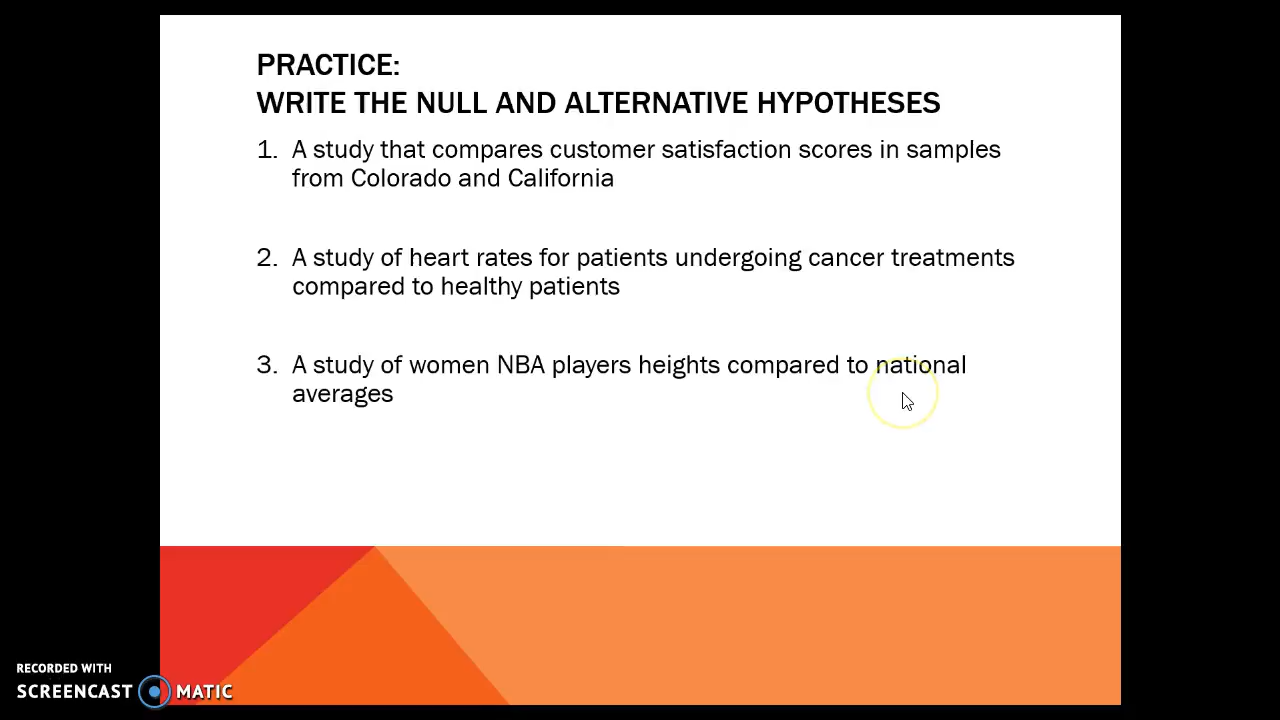 PRACTICE:
WRITE THE NULL AND ALTERNATIVE HYPOTHESES
1. A study that compares customer satisfaction scores in samples
from Colorado and California
2. A study of heart rates for patients undergoing cancer treatments
compared to healthy patients
3. A study of women NBA players heights compared to national
averages
RECORDED WITH
SCREENCAST MATIC